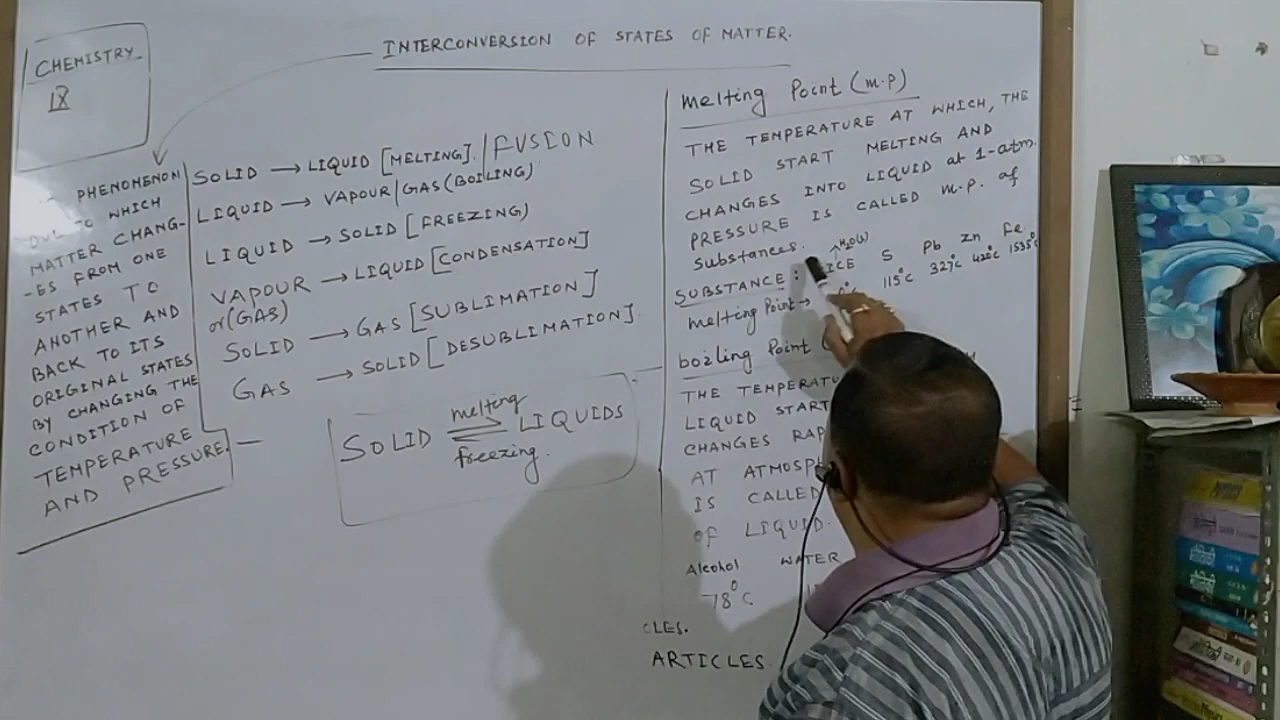 CHEMISTRY
IX
INTERCONVERSION OF STATES OF MATTER.
PHENOMENON
DUE TO WHICH
MATTER CHANG-
-ES FROM ONE
STATES TO
ANOTHER AND
BACK TO ITS
ORIGINAL STATES
BY CHANGING THE
CONDITION OF
TEMPERATURE
AND PRESSURE.
SOLID → LIQUID [MELTING]. / FUSION
LIQUID → VAPOUR/GAS (BOILING)
LIQUID → SOLID [FREEZING)
VAPOUR → LIQUID [CONDENSATION]
or (GAS)
SOLID → GAS [SUBLIMATION]
GAS → SOLID [DESUBLIMATION]
melting
SOLID ⇌ LIQUIDS
freezing.
Melting Point (m.p)
THE TEMPERATURE AT WHICH, THE
SOLID START MELTING AND
CHANGES INTO LIQUID at 1-atm.
PRESSURE IS CALLED m.p. of
substances.
SUBSTANCE : ICE S Pb Zn Fe
melting Point → 115°C 327°C 420°C 1535°C
boiling Point (
THE TEMPERATU
LIQUID START
CHANGES RAP
AT ATMOSP
IS CALLED
OF LIQUID.
Alcohol WATER
78°C
CLES.
ARTICLES.